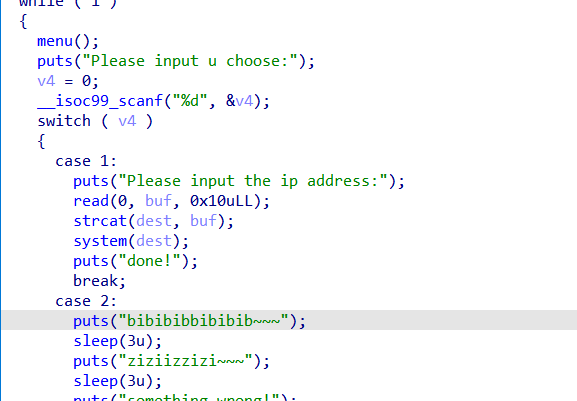 while ( 1 )
{
menu();
puts("Please input u choose:");
v4 = 0;
__isoc99_scanf("%d", &v4);
switch ( v4 )
{
case 1:
puts("Please input the ip address:");
read(0, buf, 0x10uLL);
strcat(dest, buf);
system(dest);
puts("done!");
break;
case 2:
puts("bibibibbibibib~~~");
sleep(3u);
puts("ziziizzizi~~~");
sleep(3u);
puts("something wrong!");